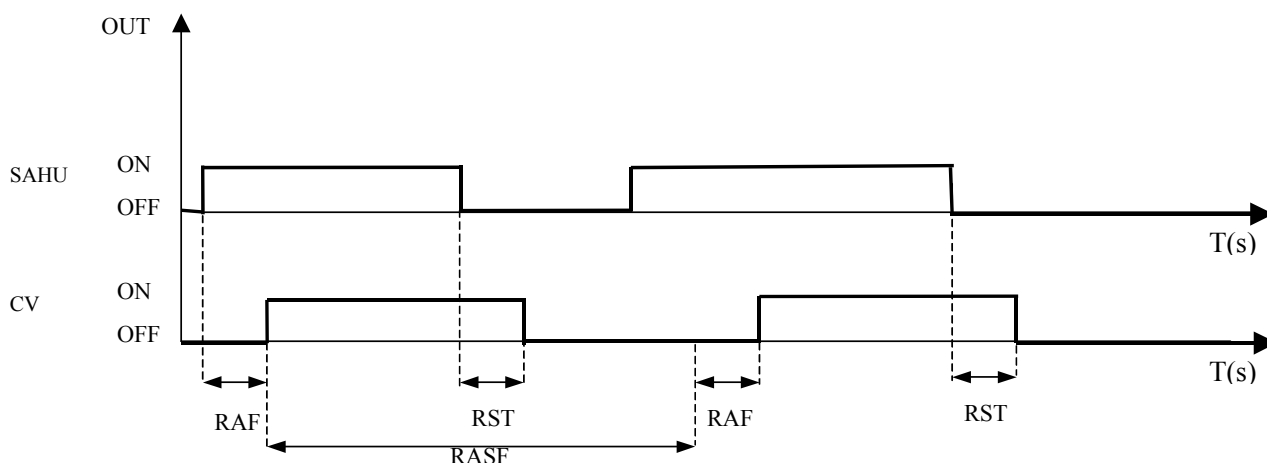 OUT
ON
SAHU
OFF
T(s)
ON
CV
OFF
T(s)
RAF
RST
RAF
RST
RASF